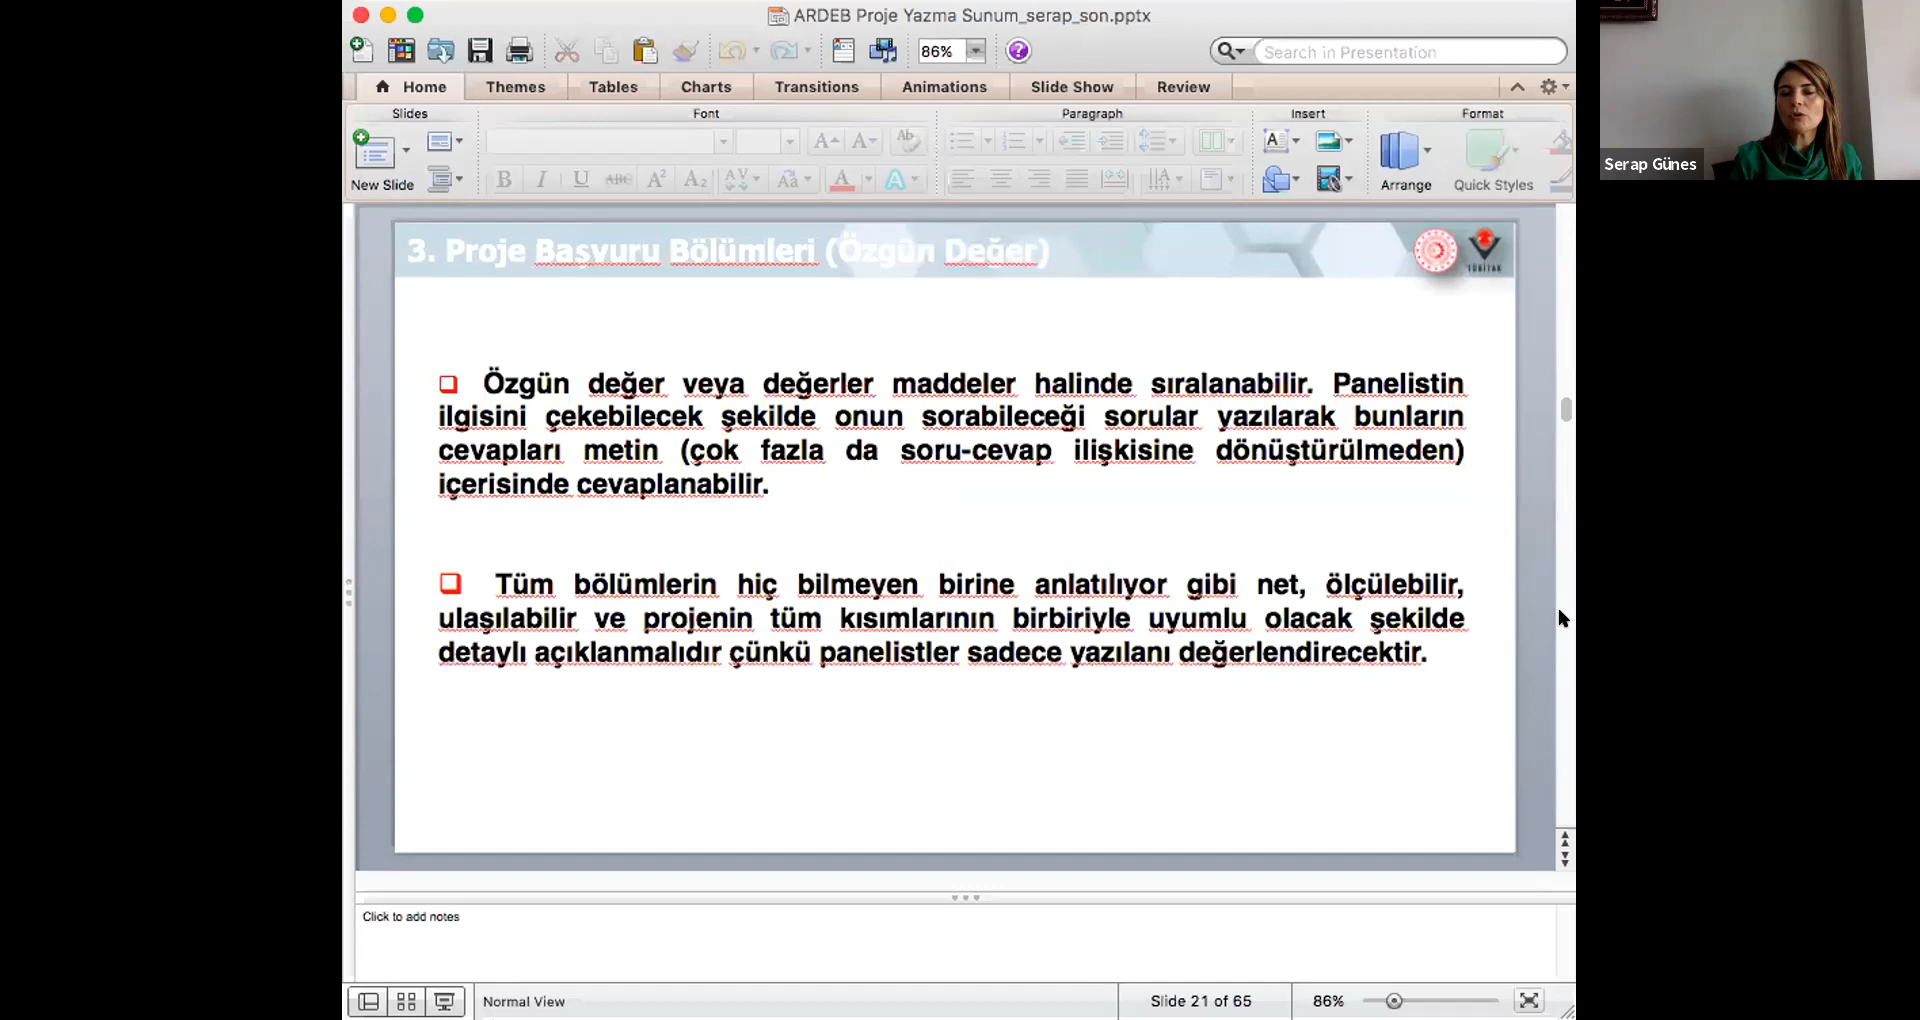 ARDEB Proje Yazma Sunum_serap_son.pptx
86%
Search in Presentation
Home Themes Tables Charts Transitions Animations Slide Show Review
Slides Font Paragraph Insert Format
New Slide
Arrange
Quick Styles
Serap Günes
3. Proje Başvuru Bölümleri (Özgün Değer)
TÜBİTAK
Özgün değer veya değerler maddeler halinde sıralanabilir. Panelistin
ilgisini çekebilecek şekilde onun sorabileceği sorular yazılarak bunların
cevapları metin (çok fazla da soru-cevap ilişkisine dönüştürülmeden)
içerisinde cevaplanabilir.
Tüm bölümlerin hiç bilmeyen birine anlatılıyor gibi net, ölçülebilir,
ulaşılabilir ve projenin tüm kısımlarının birbiriyle uyumlu olacak şekilde
detaylı açıklanmalıdır çünkü panelistler sadece yazılanı değerlendirecektir.
Click to add notes
Normal View
Slide 21 of 65
86%